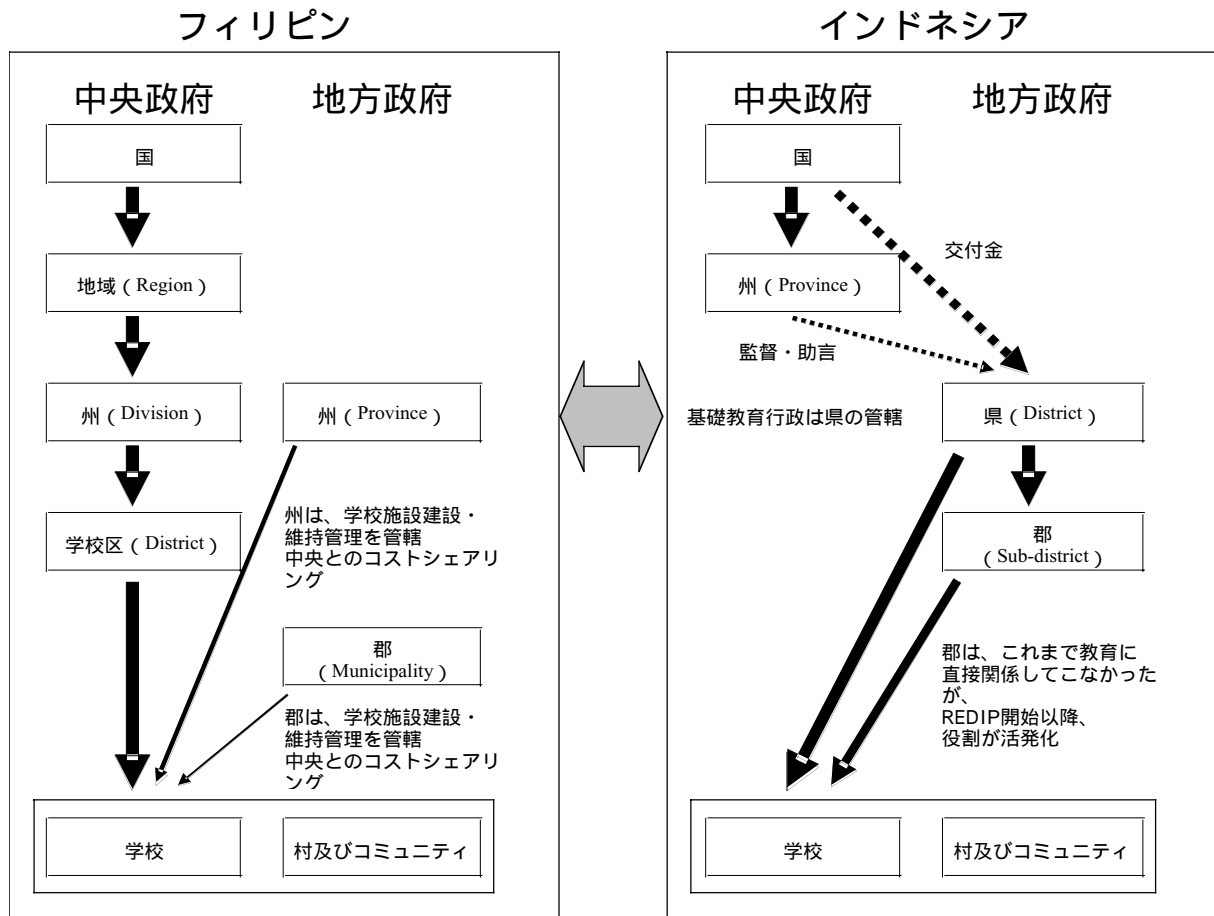 フィリピン
中央政府
地方政府
国
地域（Region）
州（Division）
州（Province）
学校区（District）
州は、学校施設建設・
維持管理を管轄
中央とのコストシェアリ
ング
郡
（Municipality）
郡は、学校施設建設・
維持管理を管轄
中央とのコストシェアリ
ング
学校
村及びコミュニティ
インドネシア
中央政府
地方政府
国
交付金
州（Province）
監督・助言
基礎教育行政は県の管轄
県（District）
郡
（Sub-district）
郡は、これまで教育に
直接関係してこなかった
が、
REDIP開始以降、
役割が活発化
学校
村及びコミュニティ